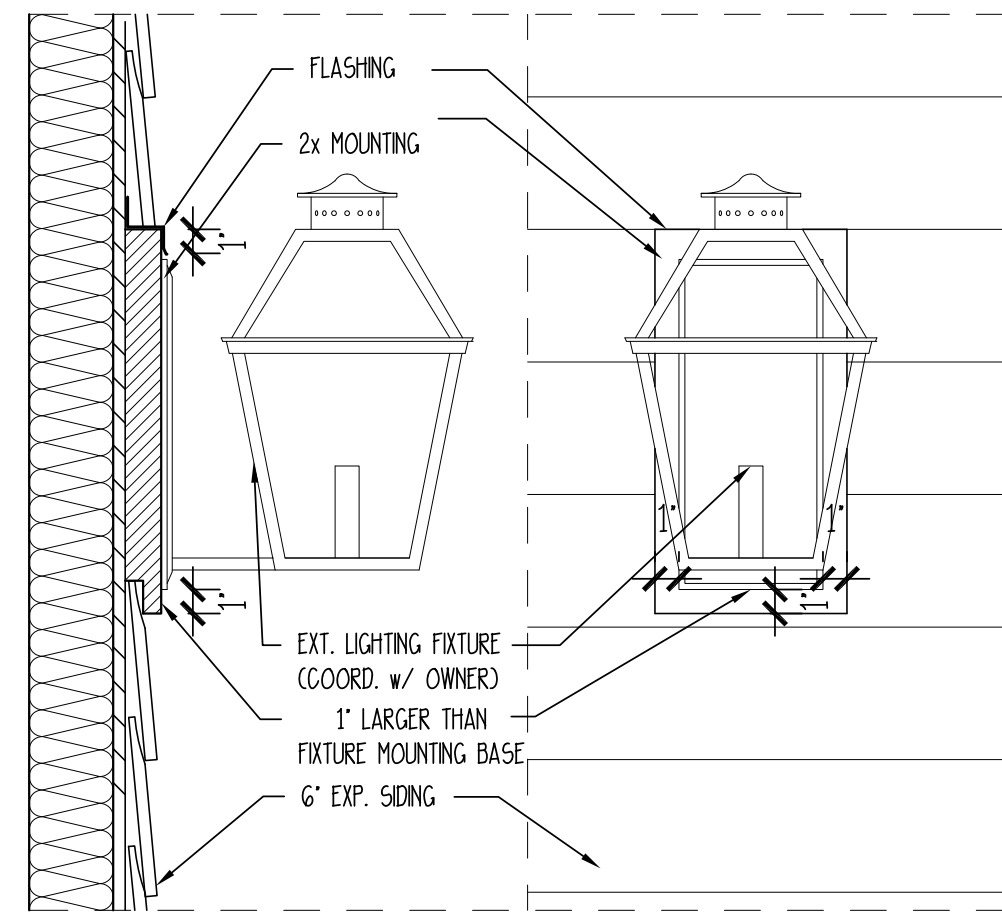 FLASHING
2x MOUNTING
1"
1"
1"
1"
1"
EXT. LIGHTING FIXTURE
(COORD. w/ OWNER)
1" LARGER THAN
FIXTURE MOUNTING BASE
6" EXP. SIDING